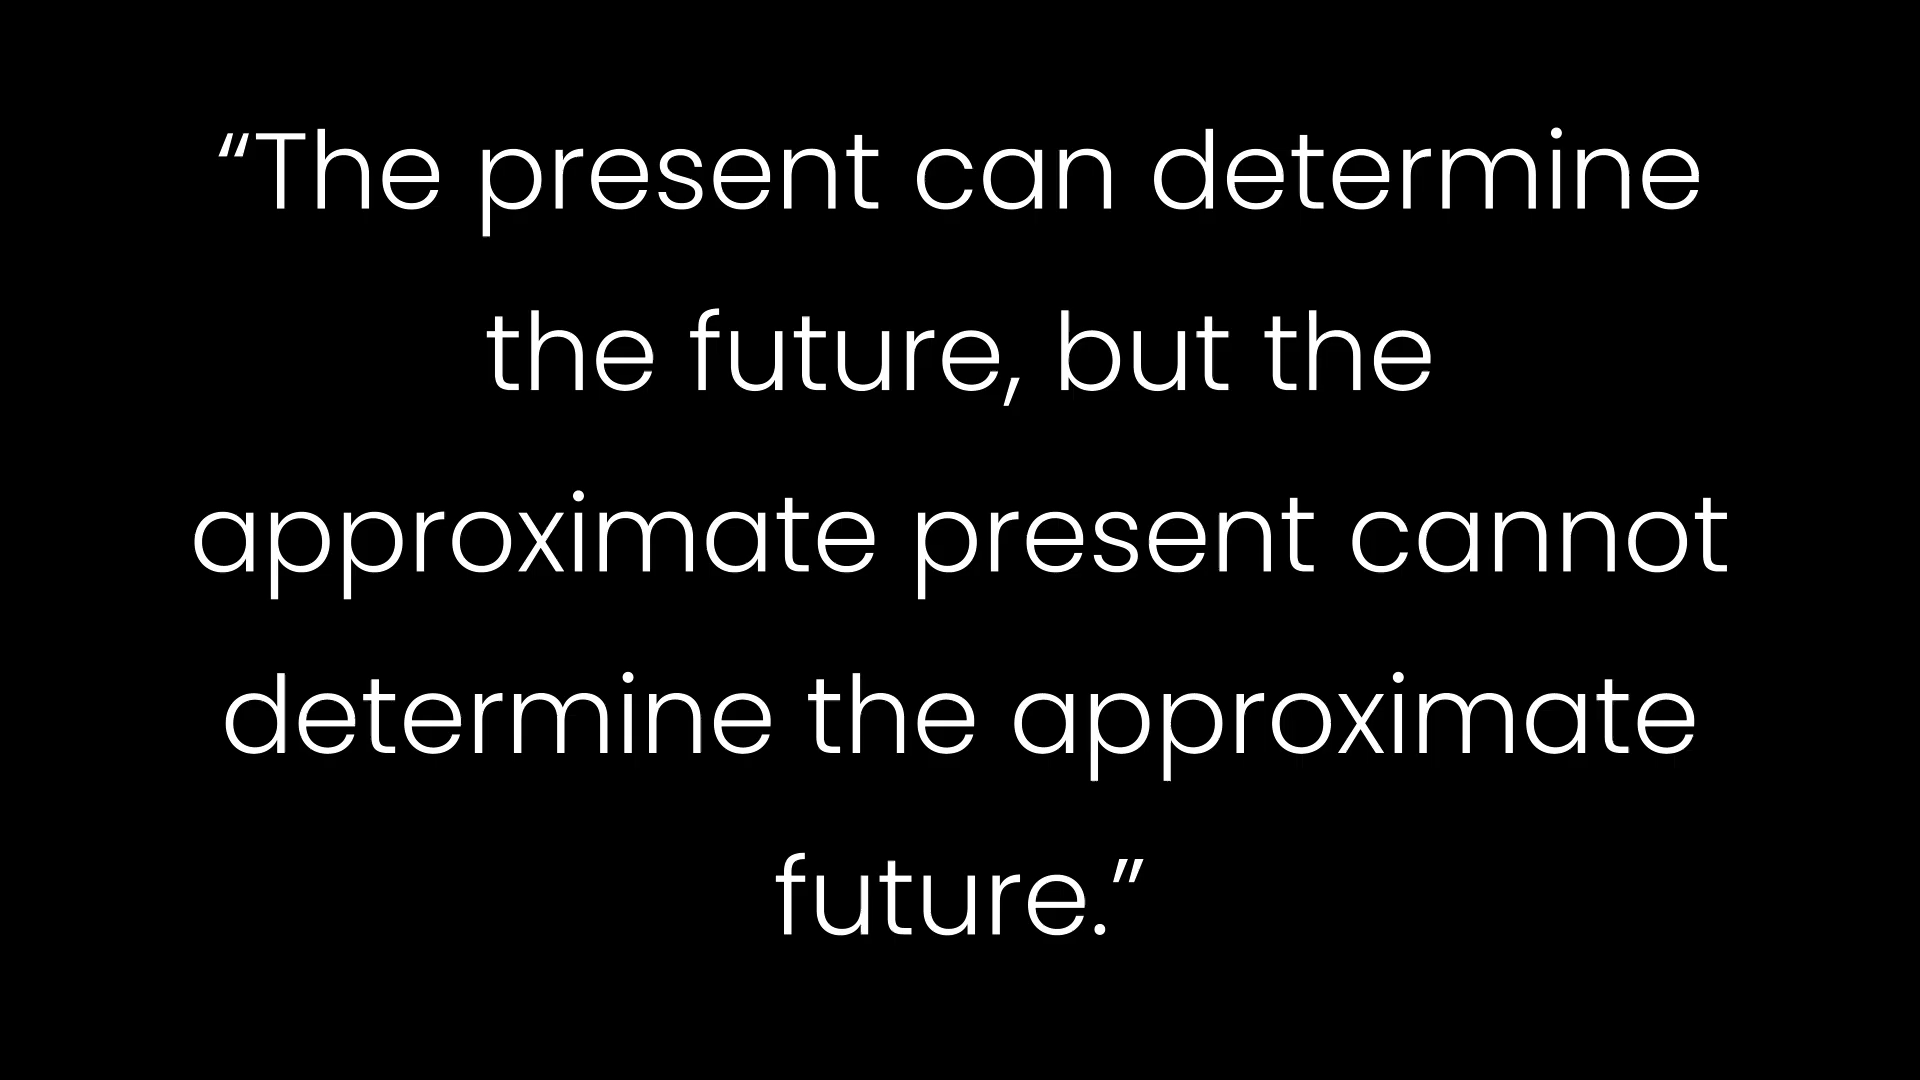 “The present can determine
the future, but the
approximate present cannot
determine the approximate
future.”